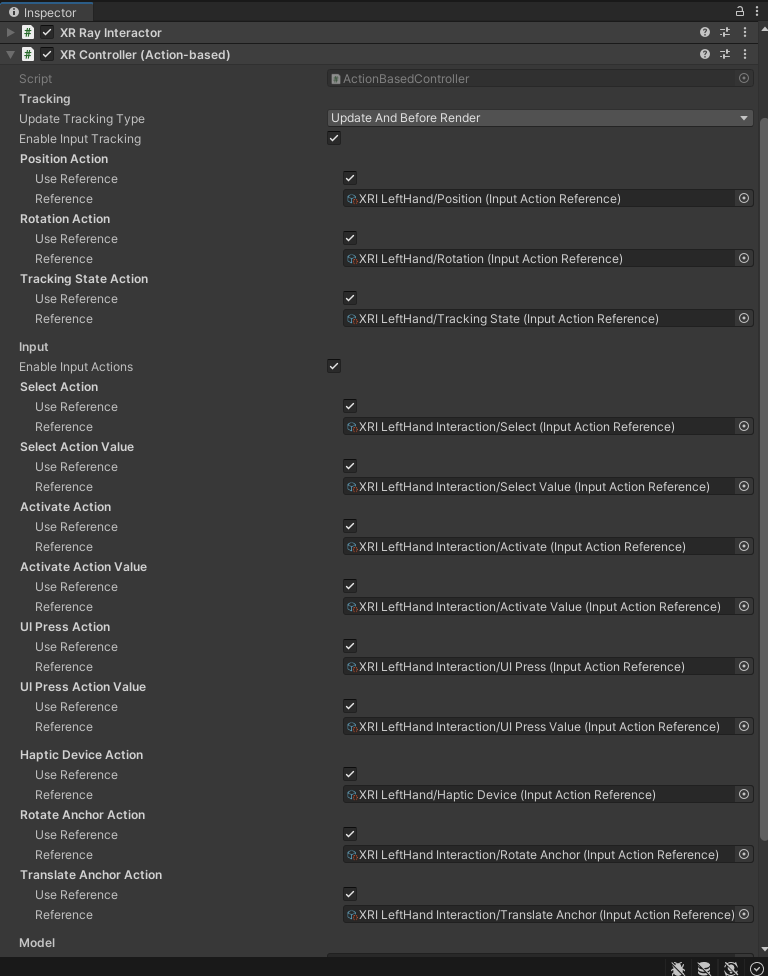 Inspector
XR Ray Interactor
XR Controller (Action-based)
Script ActionBasedController
Tracking
Update Tracking Type Update And Before Render
Enable Input Tracking
Position Action
Use Reference
Reference XRI LeftHand/Position (Input Action Reference)
Rotation Action
Use Reference
Reference XRI LeftHand/Rotation (Input Action Reference)
Tracking State Action
Use Reference
Reference XRI LeftHand/Tracking State (Input Action Reference)
Input
Enable Input Actions
Select Action
Use Reference
Reference XRI LeftHand Interaction/Select (Input Action Reference)
Select Action Value
Use Reference
Reference XRI LeftHand Interaction/Select Value (Input Action Reference)
Activate Action
Use Reference
Reference XRI LeftHand Interaction/Activate (Input Action Reference)
Activate Action Value
Use Reference
Reference XRI LeftHand Interaction/Activate Value (Input Action Reference)
UI Press Action
Use Reference
Reference XRI LeftHand Interaction/UI Press (Input Action Reference)
UI Press Action Value
Use Reference
Reference XRI LeftHand Interaction/UI Press Value (Input Action Reference)
Haptic Device Action
Use Reference
Reference XRI LeftHand/Haptic Device (Input Action Reference)
Rotate Anchor Action
Use Reference
Reference XRI LeftHand Interaction/Rotate Anchor (Input Action Reference)
Translate Anchor Action
Use Reference
Reference XRI LeftHand Interaction/Translate Anchor (Input Action Reference)
Model